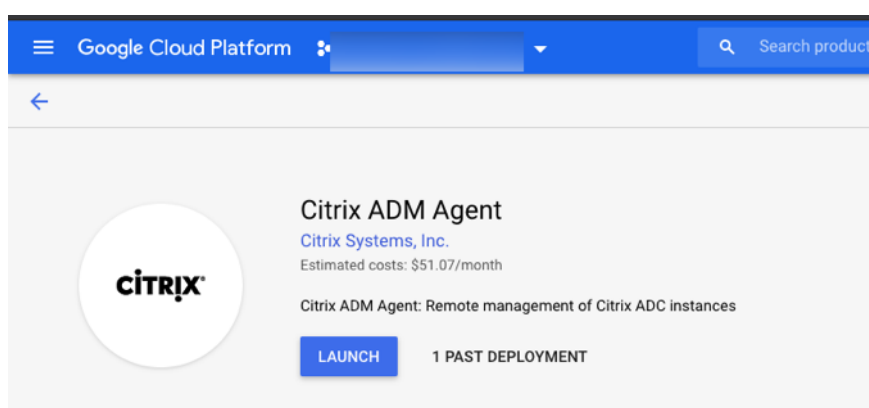 Google Cloud Platform
Search product
Citrix ADM Agent
Citrix Systems, Inc.
Estimated costs: $51.07/month
citrix
Citrix ADM Agent: Remote management of Citrix ADC instances
LAUNCH 1 PAST DEPLOYMENT